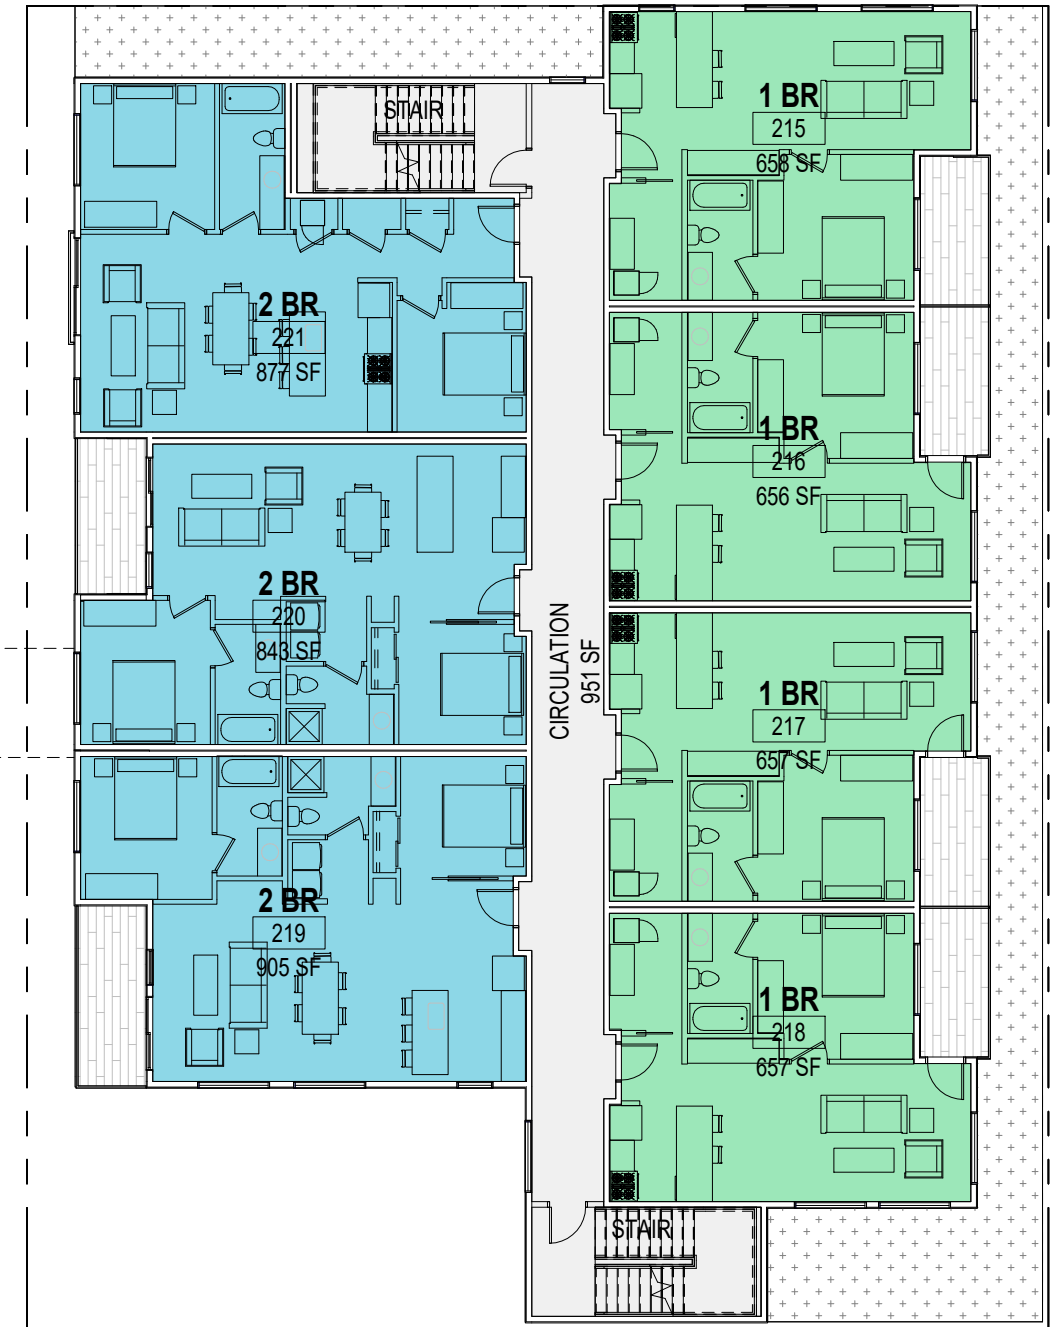 STAIR
1 BR
215
658 SF
2 BR
221
877 SF
1 BR
216
656 SF
2 BR
220
843 SF
CIRCULATION
951 SF
1 BR
217
657 SF
2 BR
219
905 SF
1 BR
218
657 SF
STAIR